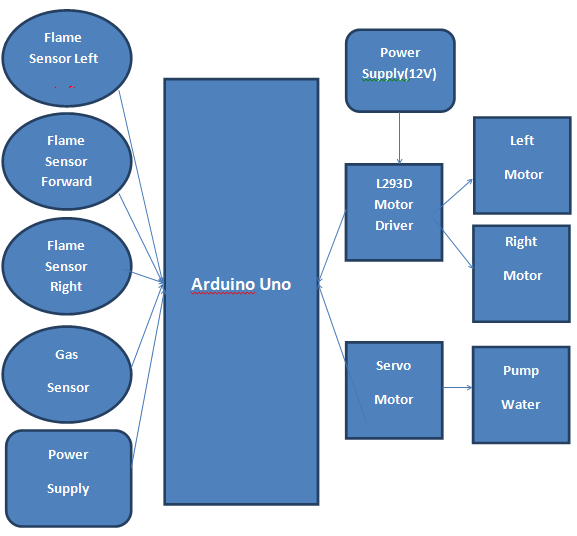 Flame
Sensor Left
Flame
Sensor
Forward
Flame
Sensor
Right
Gas
Sensor
Power
Supply
Arduino Uno
Power
Supply(12V)
L293D
Motor
Driver
Left
Motor
Right
Motor
Servo
Motor
Pump
Water